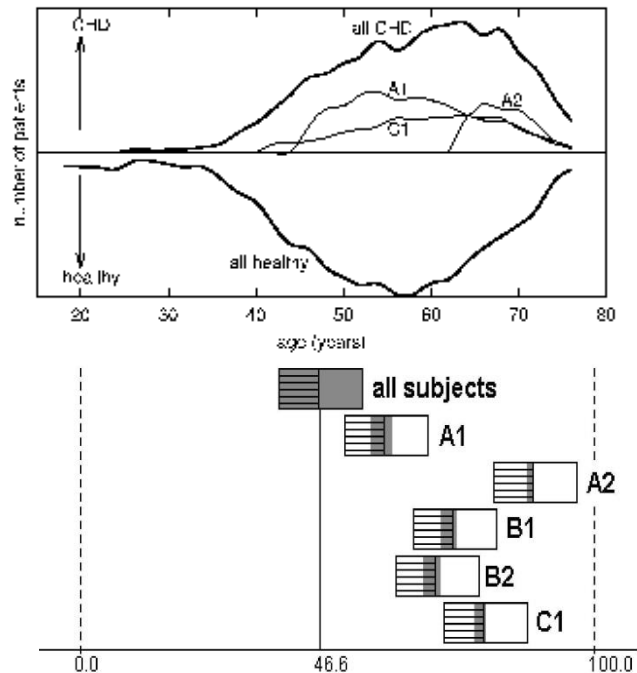 CHD
all CHD
A1
A2
C1
number of patients
all healthy
healthy
20 30 40 50 60 70 80
age (years)
all subjects
A1
A2
B1
B2
C1
0.0 46.6 100.0